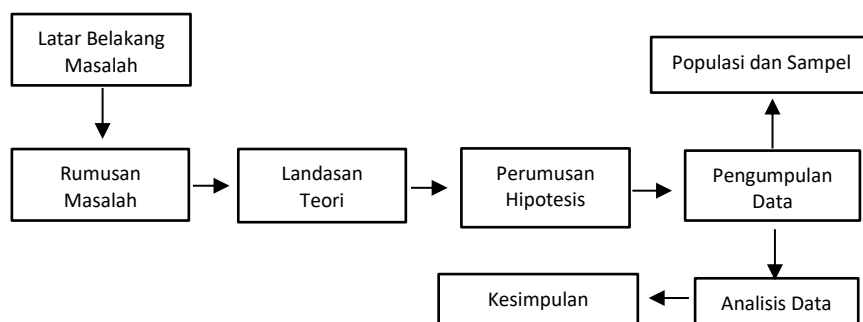 Latar Belakang
Masalah
Populasi dan Sampel
Rumusan
Masalah
Landasan
Teori
Perumusan
Hipotesis
Pengumpulan
Data
Kesimpulan
Analisis Data